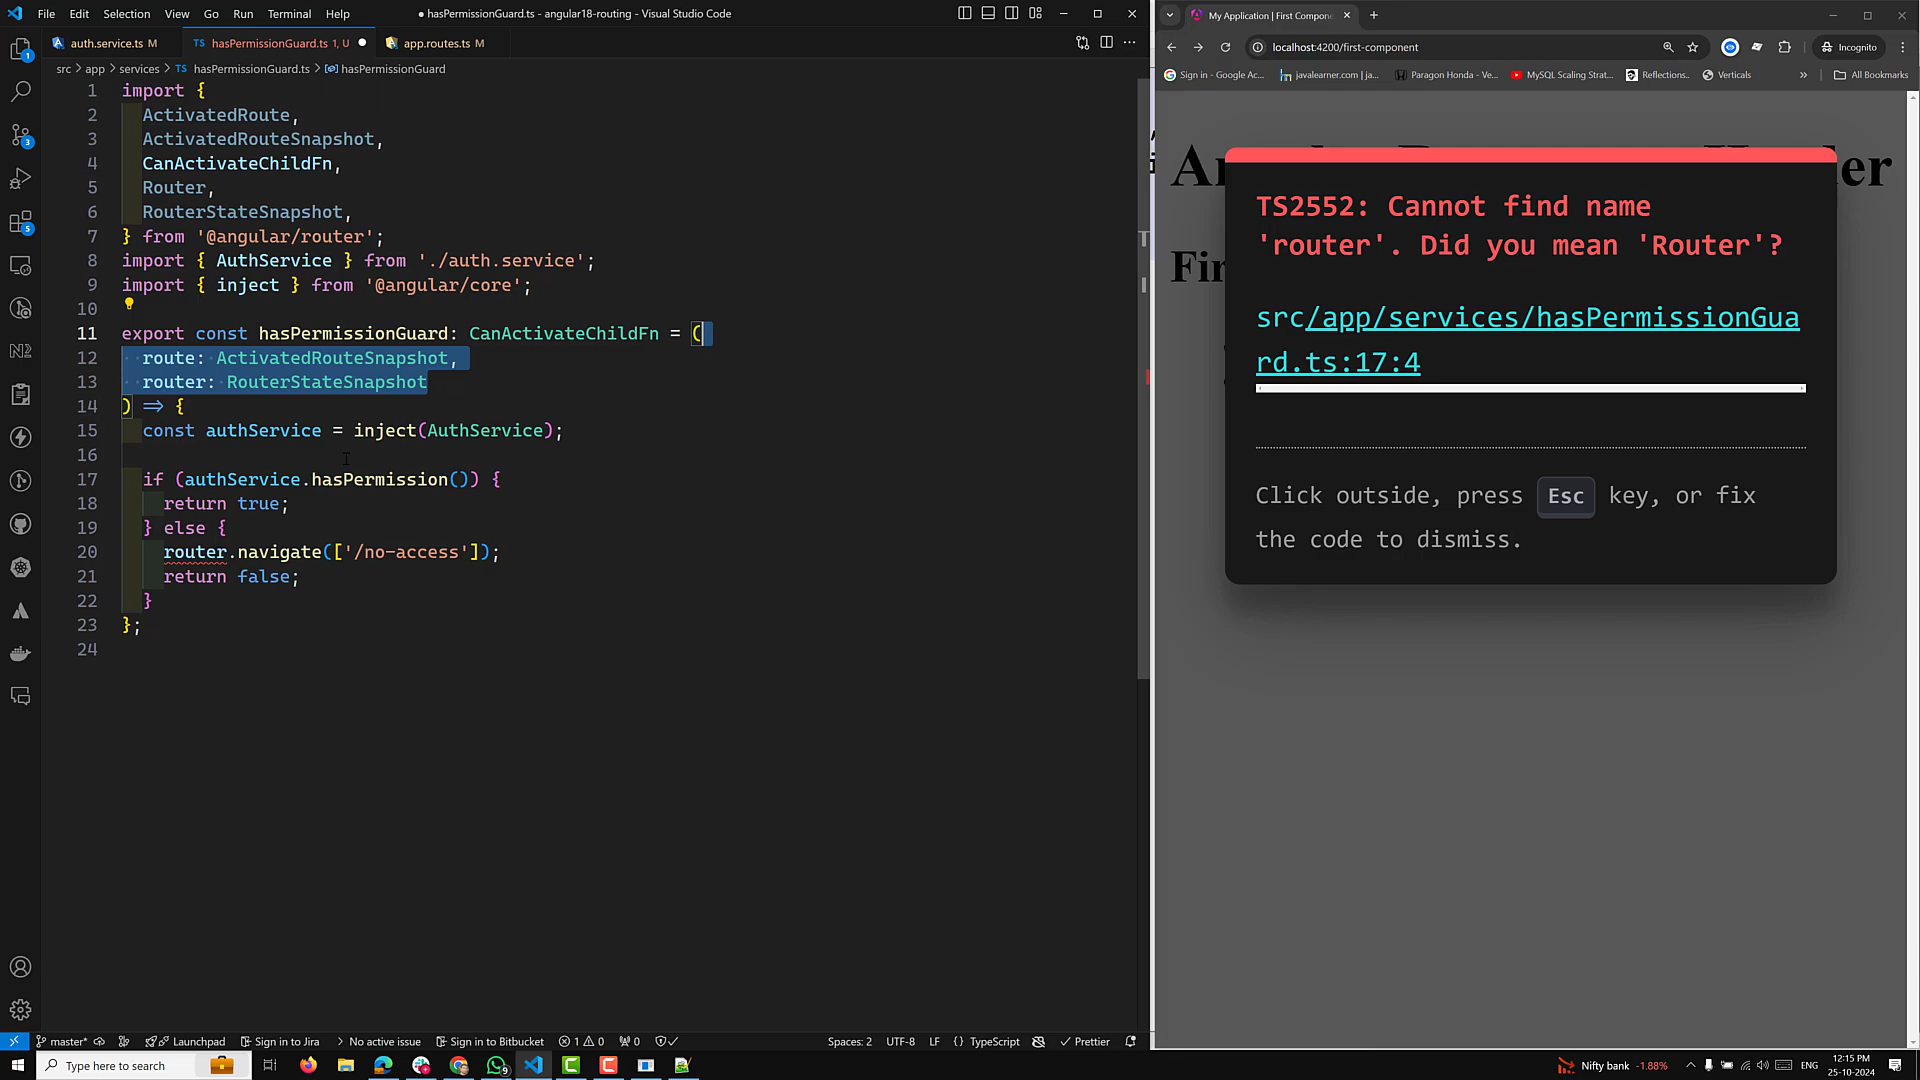 File Edit Selection View Go Run Terminal Help
● hasPermissionGuard.ts - angular18-routing - Visual Studio Code
auth.service.ts M
TS hasPermissionGuard.ts 1, U ●
app.routes.ts M
src > app > services > TS hasPermissionGuard.ts > hasPermissionGuard
1 import {
2 ActivatedRoute,
3 ActivatedRouteSnapshot,
4 CanActivateChildFn,
5 Router,
6 RouterStateSnapshot,
7 } from '@angular/router';
8 import { AuthService } from './auth.service';
9 import { inject } from '@angular/core';
10
11 export const hasPermissionGuard: CanActivateChildFn = (
12 route: ActivatedRouteSnapshot,
13 router: RouterStateSnapshot
14 ) => {
15 const authService = inject(AuthService);
16
17 if (authService.hasPermission()) {
18 return true;
19 } else {
20 router.navigate(['/no-access']);
21 return false;
22 }
23 };
24
master* Launchpad Sign in to Jira No active issue Sign in to Bitbucket 1 0 0
Spaces: 2 UTF-8 LF { } TypeScript Prettier
My Application | First Compone
localhost:4200/first-component
Incognito
Sign in - Google Ac...
javalearner.com | ja...
Paragon Honda - Ve...
MySQL Scaling Strat...
Reflections..
Verticals
»
All Bookmarks
er
Fir
TS2552: Cannot find name
'router'. Did you mean 'Router'?
src/app/services/hasPermissionGua
rd.ts:17:4
Click outside, press Esc key, or fix
the code to dismiss.
Type here to search
Nifty bank -1.88%
ENG
12:15 PM
25-10-2024